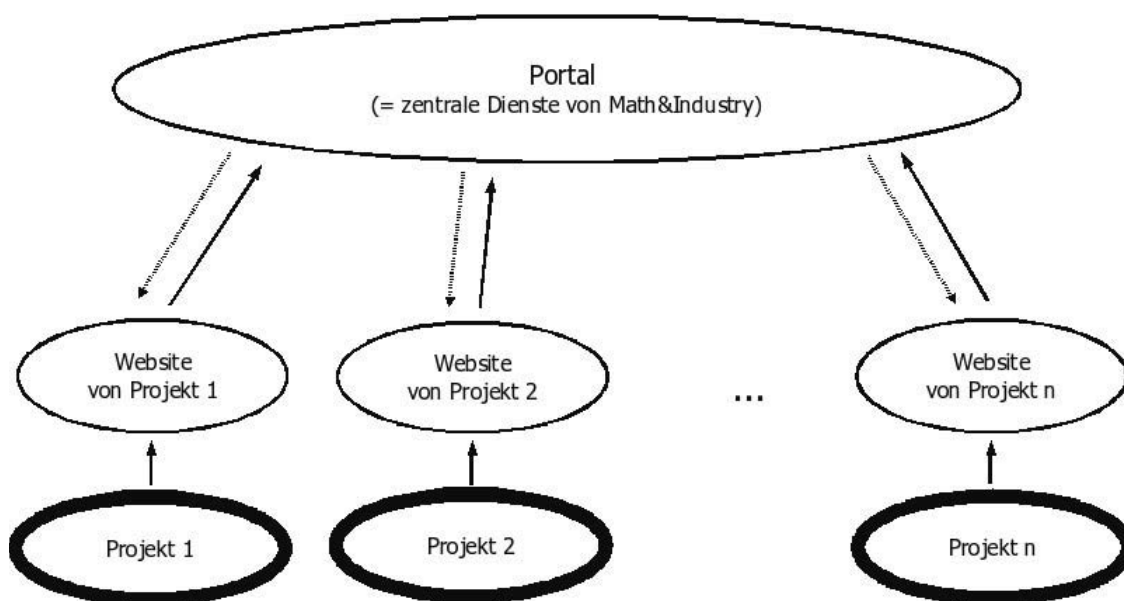 Portal
(= zentrale Dienste von Math&Industry)
Website
von Projekt 1
Website
von Projekt 2
...
Website
von Projekt n
Projekt 1
Projekt 2
Projekt n